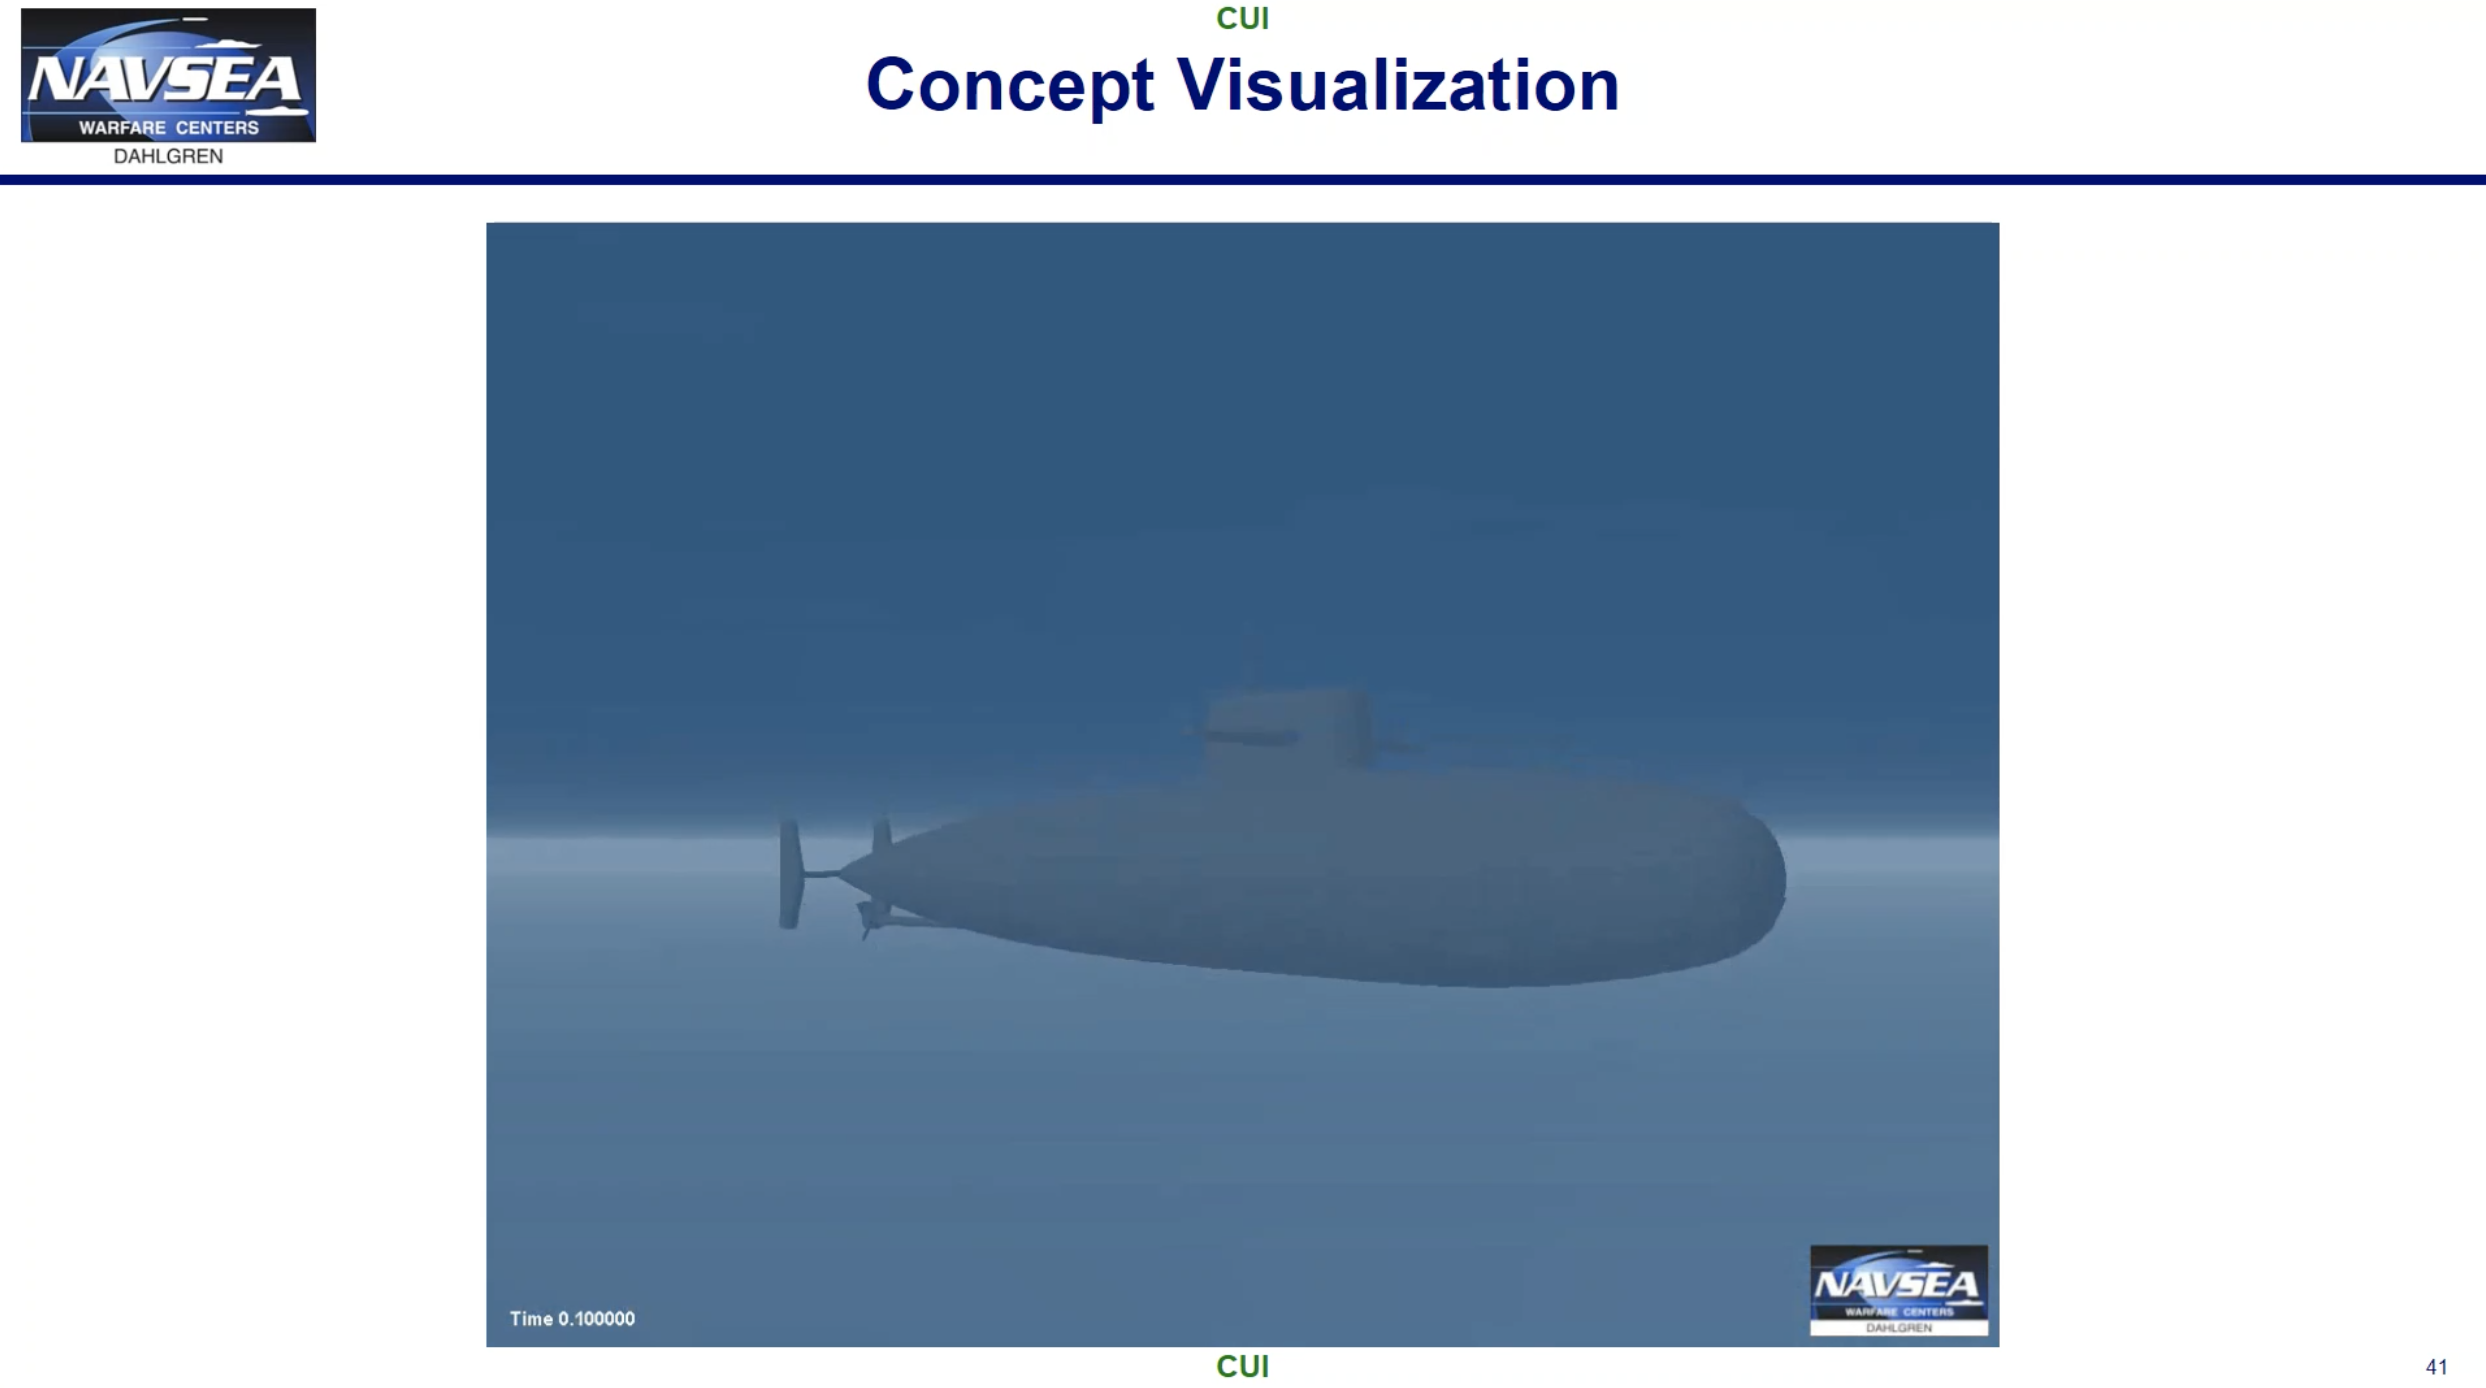 CUI
NAVSEA
WARFARE CENTERS
DAHLGREN
Concept Visualization
Time 0.100000
NAVSEA
WARFARE CENTERS
DAHLGREN
CUI
41